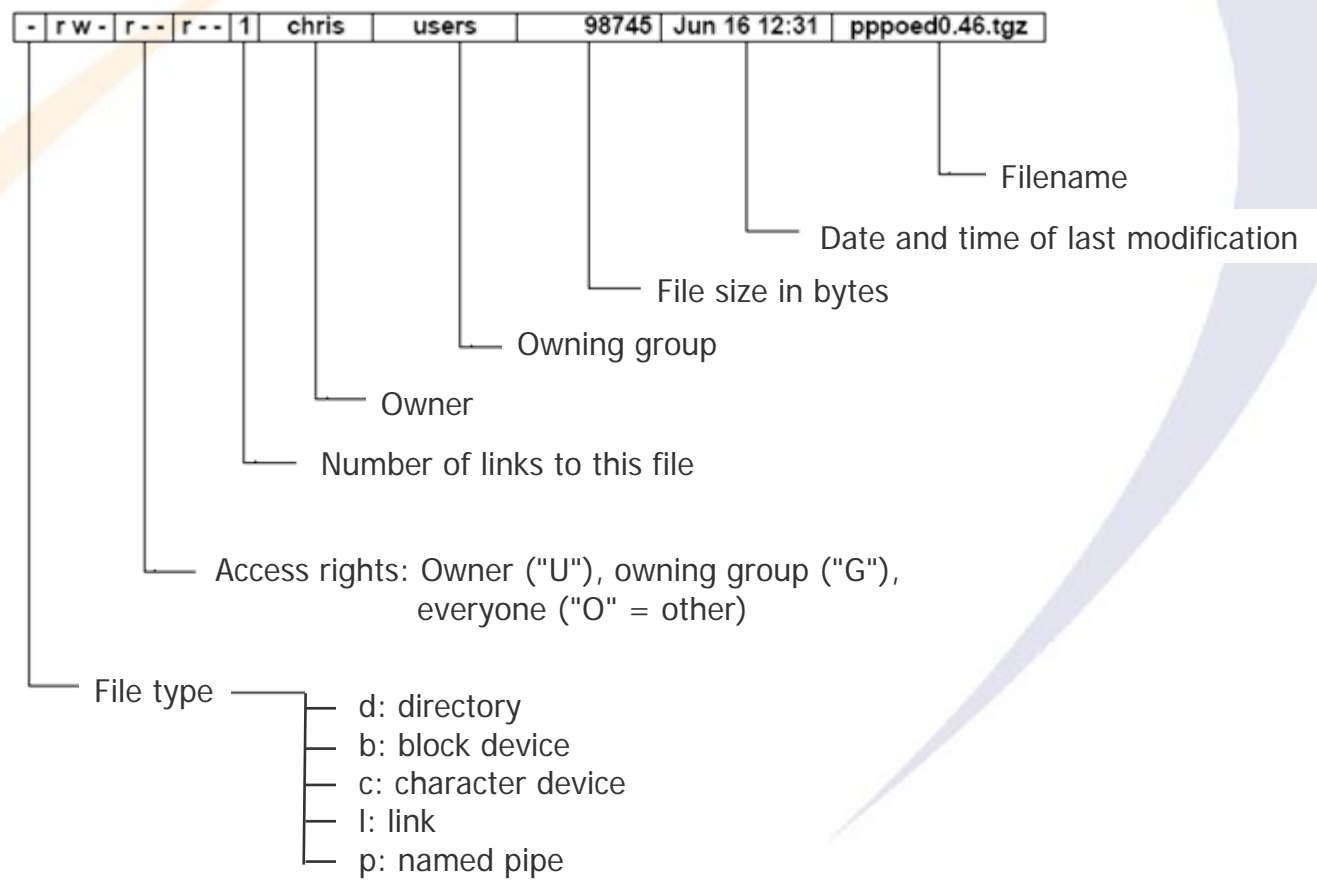 - rw- r-- r-- 1 chris users 98745 Jun 16 12:31 pppoed0.46.tgz
Filename
Date and time of last modification
File size in bytes
Owning group
Owner
Number of links to this file
Access rights: Owner ("U"), owning group ("G"),
everyone ("O" = other)
File type
d: directory
b: block device
c: character device
l: link
p: named pipe